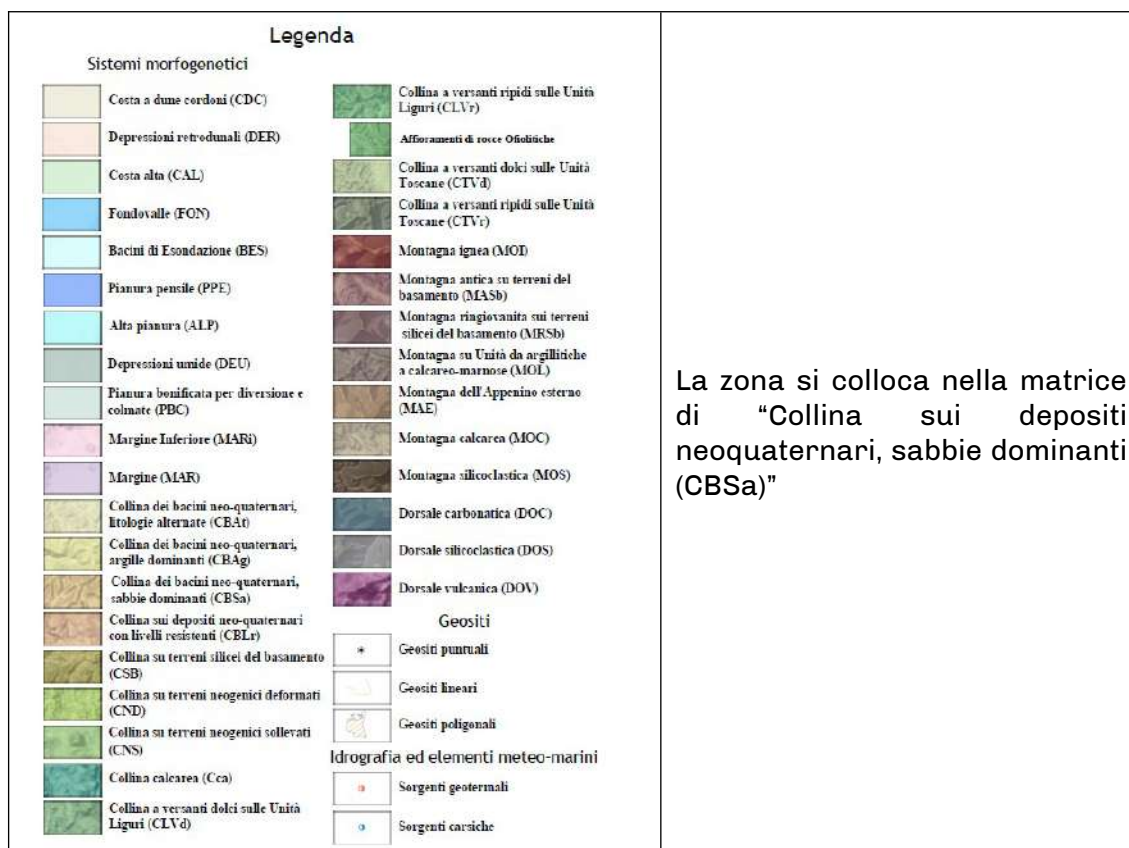 Legenda
Sistemi morfogenetici
Costa a dune cordoni (CDC)
Depressioni retrodunali (DER)
Costa alta (CAL)
Fondovalle (FON)
Bacini di Esondazione (BES)
Pianura pensile (PPE)
Alta pianura (ALP)
Depressioni umide (DEU)
Pianura bonificata per diversione e
colmate (PBC)
Margine Inferiore (MARi)
Margine (MAR)
Collina dei bacini neo-quaternari,
litologie alternate (CBAt)
Collina dei bacini neo-quaternari,
argille dominanti (CBAg)
Collina dei bacini neo-quaternari,
sabbie dominanti (CBSa)
Collina sui depositi neo-quaternari
con livelli resistenti (CBLr)
Collina su terreni silicei del basamento
(CSB)
Collina su terreni neogenici deformati
(CND)
Collina su terreni neogenici sollevati
(CNS)
Collina calcarea (Cca)
Collina a versanti dolci sulle Unità
Liguri (CLVd)
Collina a versanti ripidi sulle Unità
Liguri (CLVr)
Affioramenti di rocce Ofiolitiche
Collina a versanti dolci sulle Unità
Toscane (CTVd)
Collina a versanti ripidi sulle Unità
Toscane (CTVr)
Montagna ignea (MOI)
Montagna antica su terreni del
basamento (MASb)
Montagna ringiovanita sui terreni
silicei del basamento (MRSb)
Montagna su Unità da argillitiche
a calcareo-marnose (MOL)
Montagna dell'Appenino esterno
(MAE)
Montagna calcarea (MOC)
Montagna silicoclastica (MOS)
Dorsale carbonatica (DOC)
Dorsale silicoclastica (DOS)
Dorsale vulcanica (DOV)
Geositi
Geositi puntuali
Geositi lineari
Geositi poligonali
Idrografia ed elementi meteo-marini
Sorgenti geotermali
Sorgenti carsiche
La zona si colloca nella matrice
di "Collina sui depositi
neoquaternari, sabbie dominanti
(CBSa)"